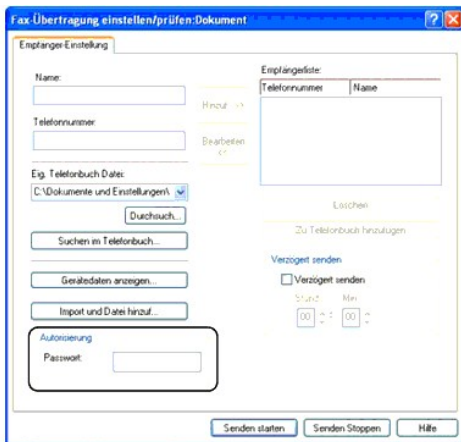 Fax-Übertragung einstellen/prüfen:Dokument
Empfänger-Einstellung
Name:
Telefonnummer:
Eig. Telefonbuch Datei:
C:\Dokumente und Einstellungen\
Durchsuch...
Suchen im Telefonbuch...
Gerätedaten anzeigen...
Import und Datei hinzuf...
Autorisierung
Passwort:
Hinzuf ->
Bearbeiten
<-
Empfängerliste:
Telefonnummer Name
Löschen
Zu Telefonbuch hinzufügen
Verzögert senden
Verzögert senden
Stund Min
00 : 00
Senden starten Senden Stoppen Hilfe